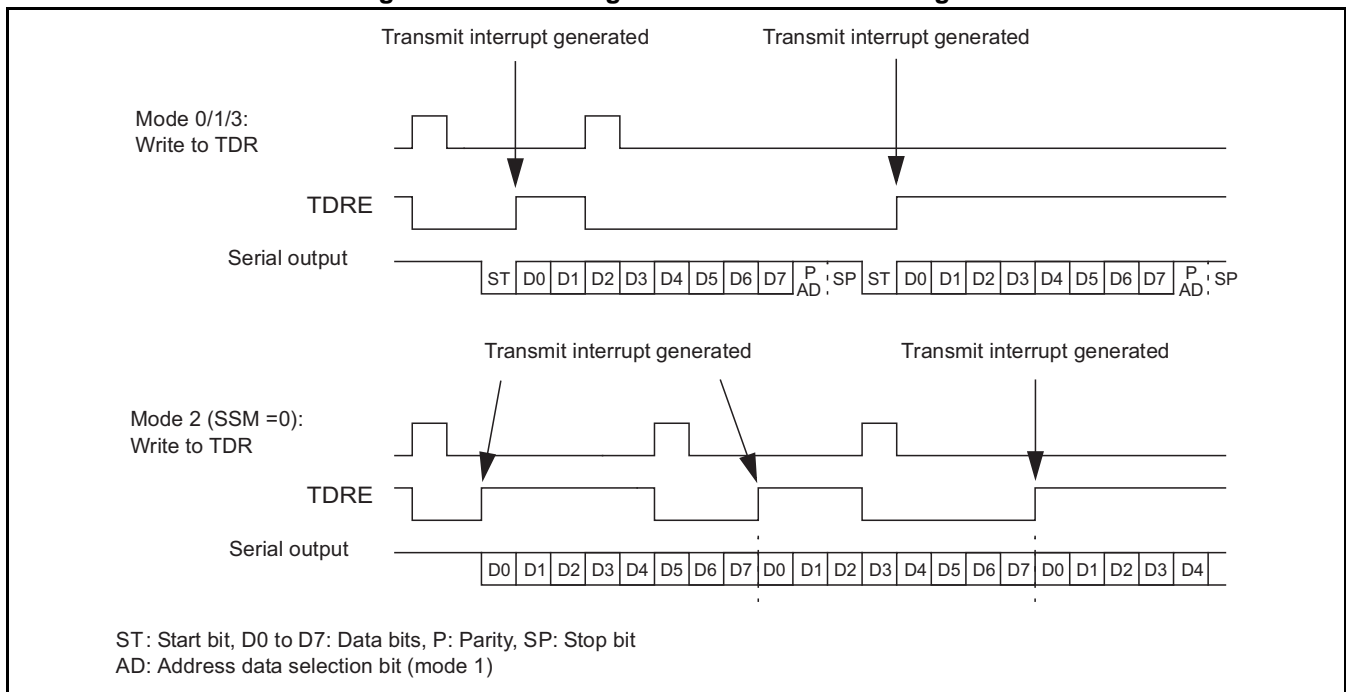 Transmit interrupt generated Transmit interrupt generated
Mode 0/1/3:
Write to TDR
TDRE
Serial output
ST D0 D1 D2 D3 D4 D5 D6 D7 P AD SP ST D0 D1 D2 D3 D4 D5 D6 D7 P AD SP
Transmit interrupt generated Transmit interrupt generated
Mode 2 (SSM =0):
Write to TDR
TDRE
Serial output
D0 D1 D2 D3 D4 D5 D6 D7 D0 D1 D2 D3 D4 D5 D6 D7 D0 D1 D2 D3 D4
ST: Start bit, D0 to D7: Data bits, P: Parity, SP: Stop bit
AD: Address data selection bit (mode 1)